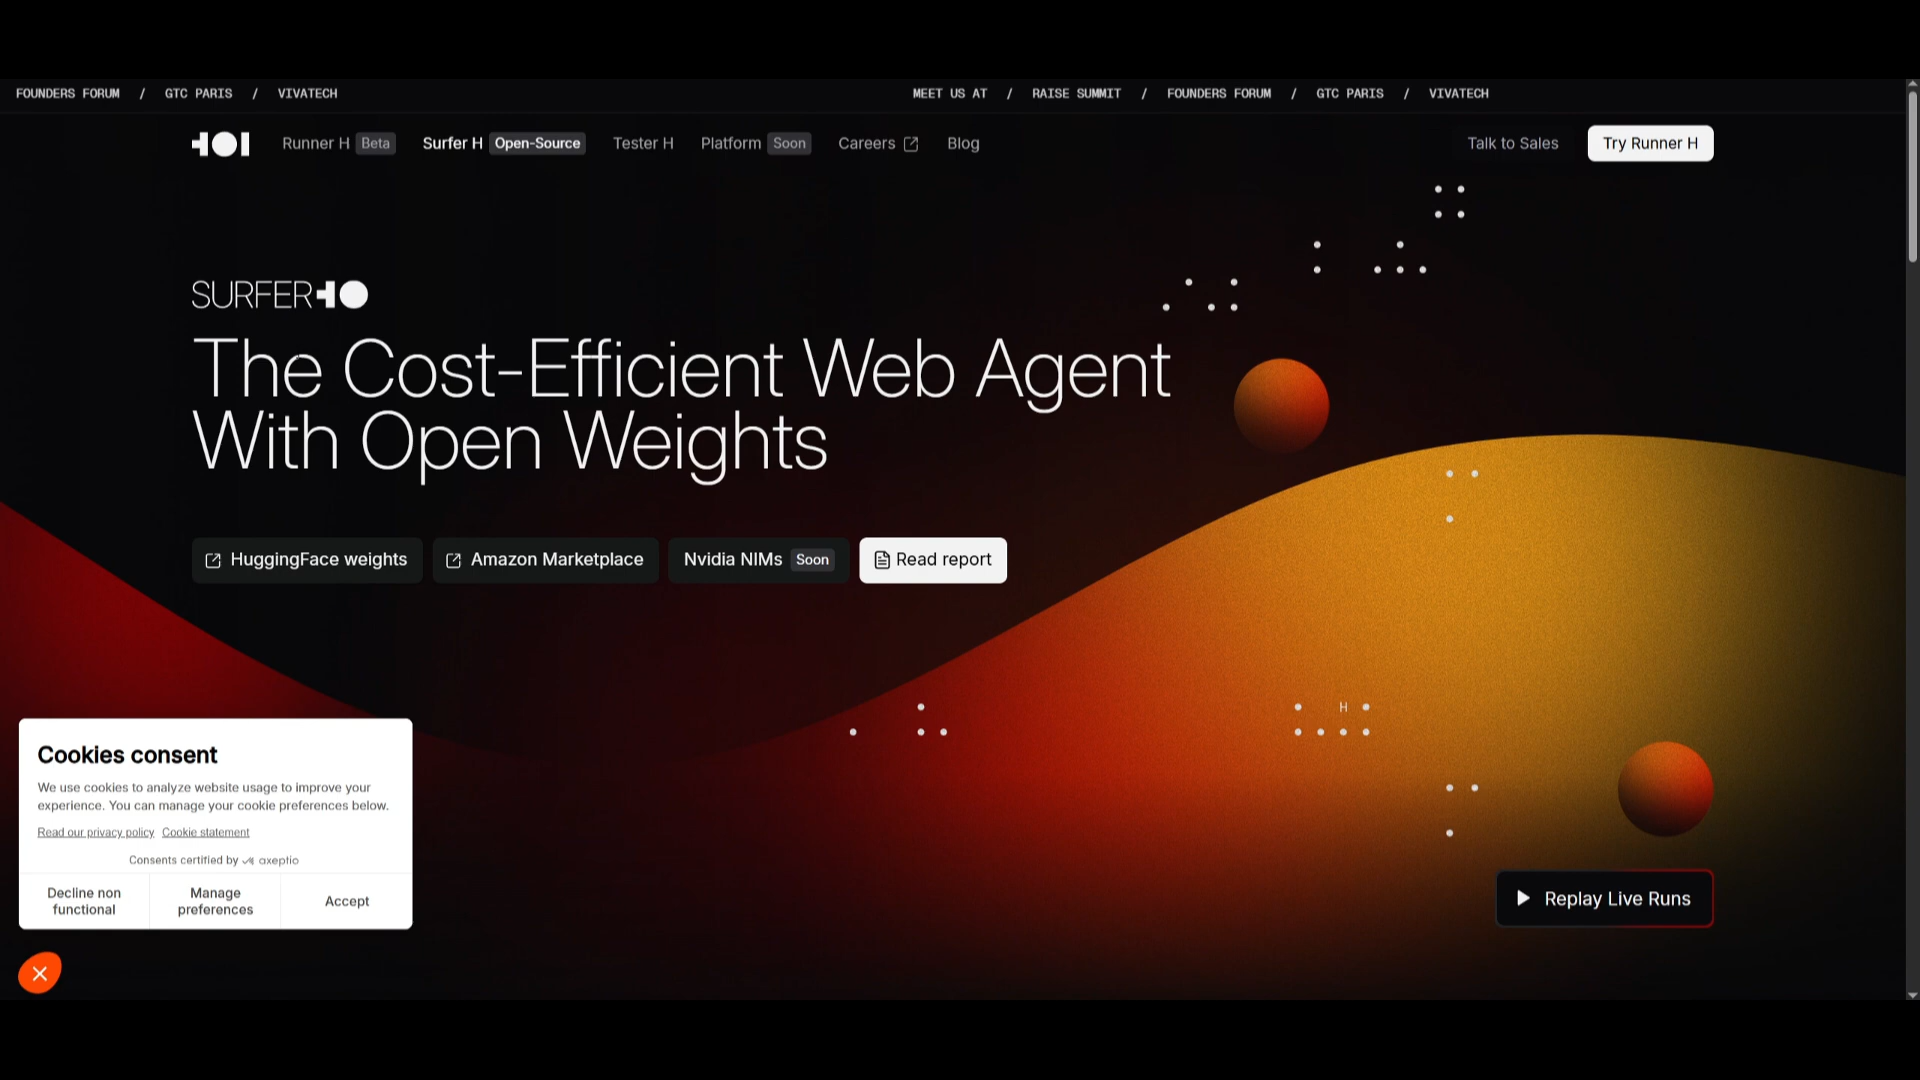 FOUNDERS FORUM / GTC PARIS / VIVATECH MEET US AT / RAISE SUMMIT / FOUNDERS FORUM / GTC PARIS / VIVATECH
Runner H Beta Surfer H Open-Source Tester H Platform Soon Careers Blog Talk to Sales Try Runner H
SURFER H
The Cost-Efficient Web Agent
With Open Weights
HuggingFace weights Amazon Marketplace Nvidia NIMs Soon Read report
H
Cookies consent
We use cookies to analyze website usage to improve your
experience. You can manage your cookie preferences below.
Read our privacy policy Cookie statement
Consents certified by axeptio
Decline non
functional
Manage
preferences
Accept
Replay Live Runs